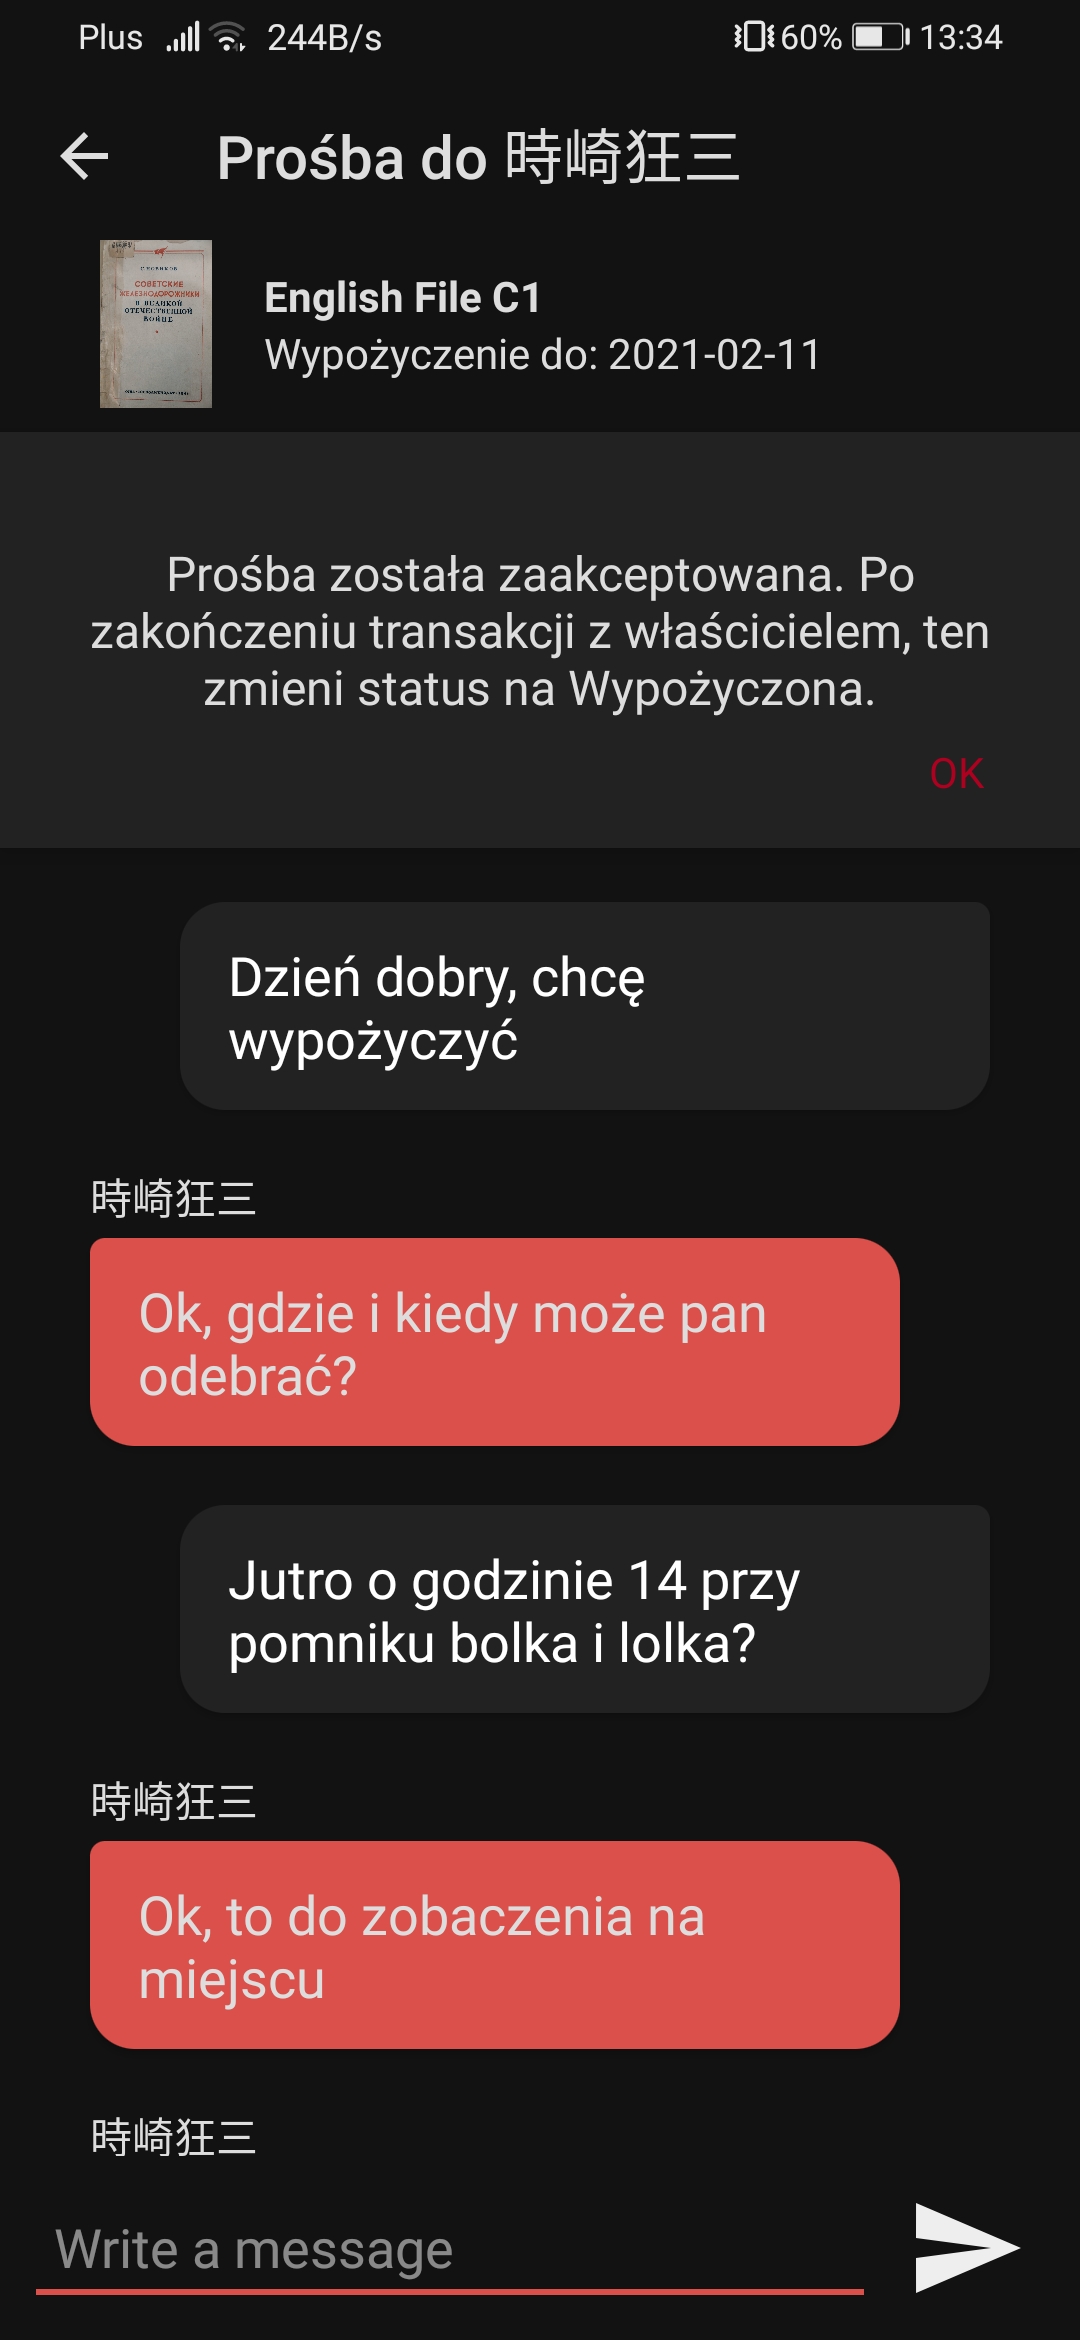 Plus 244B/s 60% 13:34
Prośba do 時崎狂三
СОВЕТСКИЕ
ЖЕЛЕЗНОДОРОЖНИКИ
В ВЕЛИКОЙ
ОТЕЧЕСТВЕННОЙ
ВОЙНЕ
English File C1
Wypożyczenie do: 2021-02-11
Prośba została zaakceptowana. Po
zakończeniu transakcji z właścicielem, ten
zmieni status na Wypożyczona.
OK
Dzień dobry, chcę
wypożyczyć
時崎狂三
Ok, gdzie i kiedy może pan
odebrać?
Jutro o godzinie 14 przy
pomniku bolka i lolka?
時崎狂三
Ok, to do zobaczenia na
miejscu
時崎狂三
Write a message